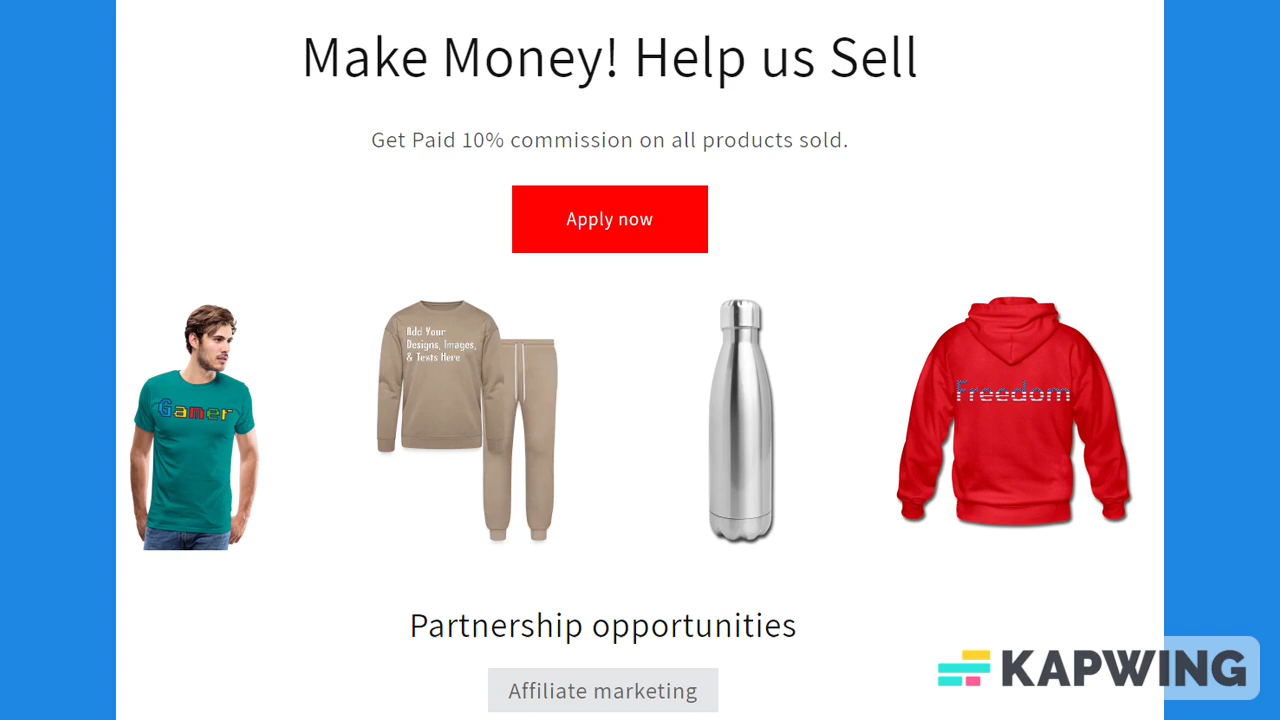 Make Money! Help us Sell
Get Paid 10% commission on all products sold.
Apply now
Gamer
Add Your
Designs, Images,
& Texts Here
Freedom
Partnership opportunities
Affiliate marketing
KAPWING